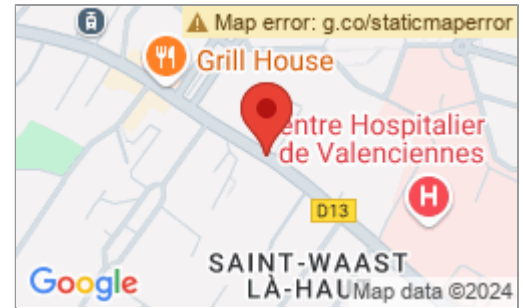 Map error: g.co/staticmaperror
Grill House
entre Hospitalier
de Valenciennes
H
D13
SAINT-WAAST
LÀ-HAU
Google
Map data ©2024